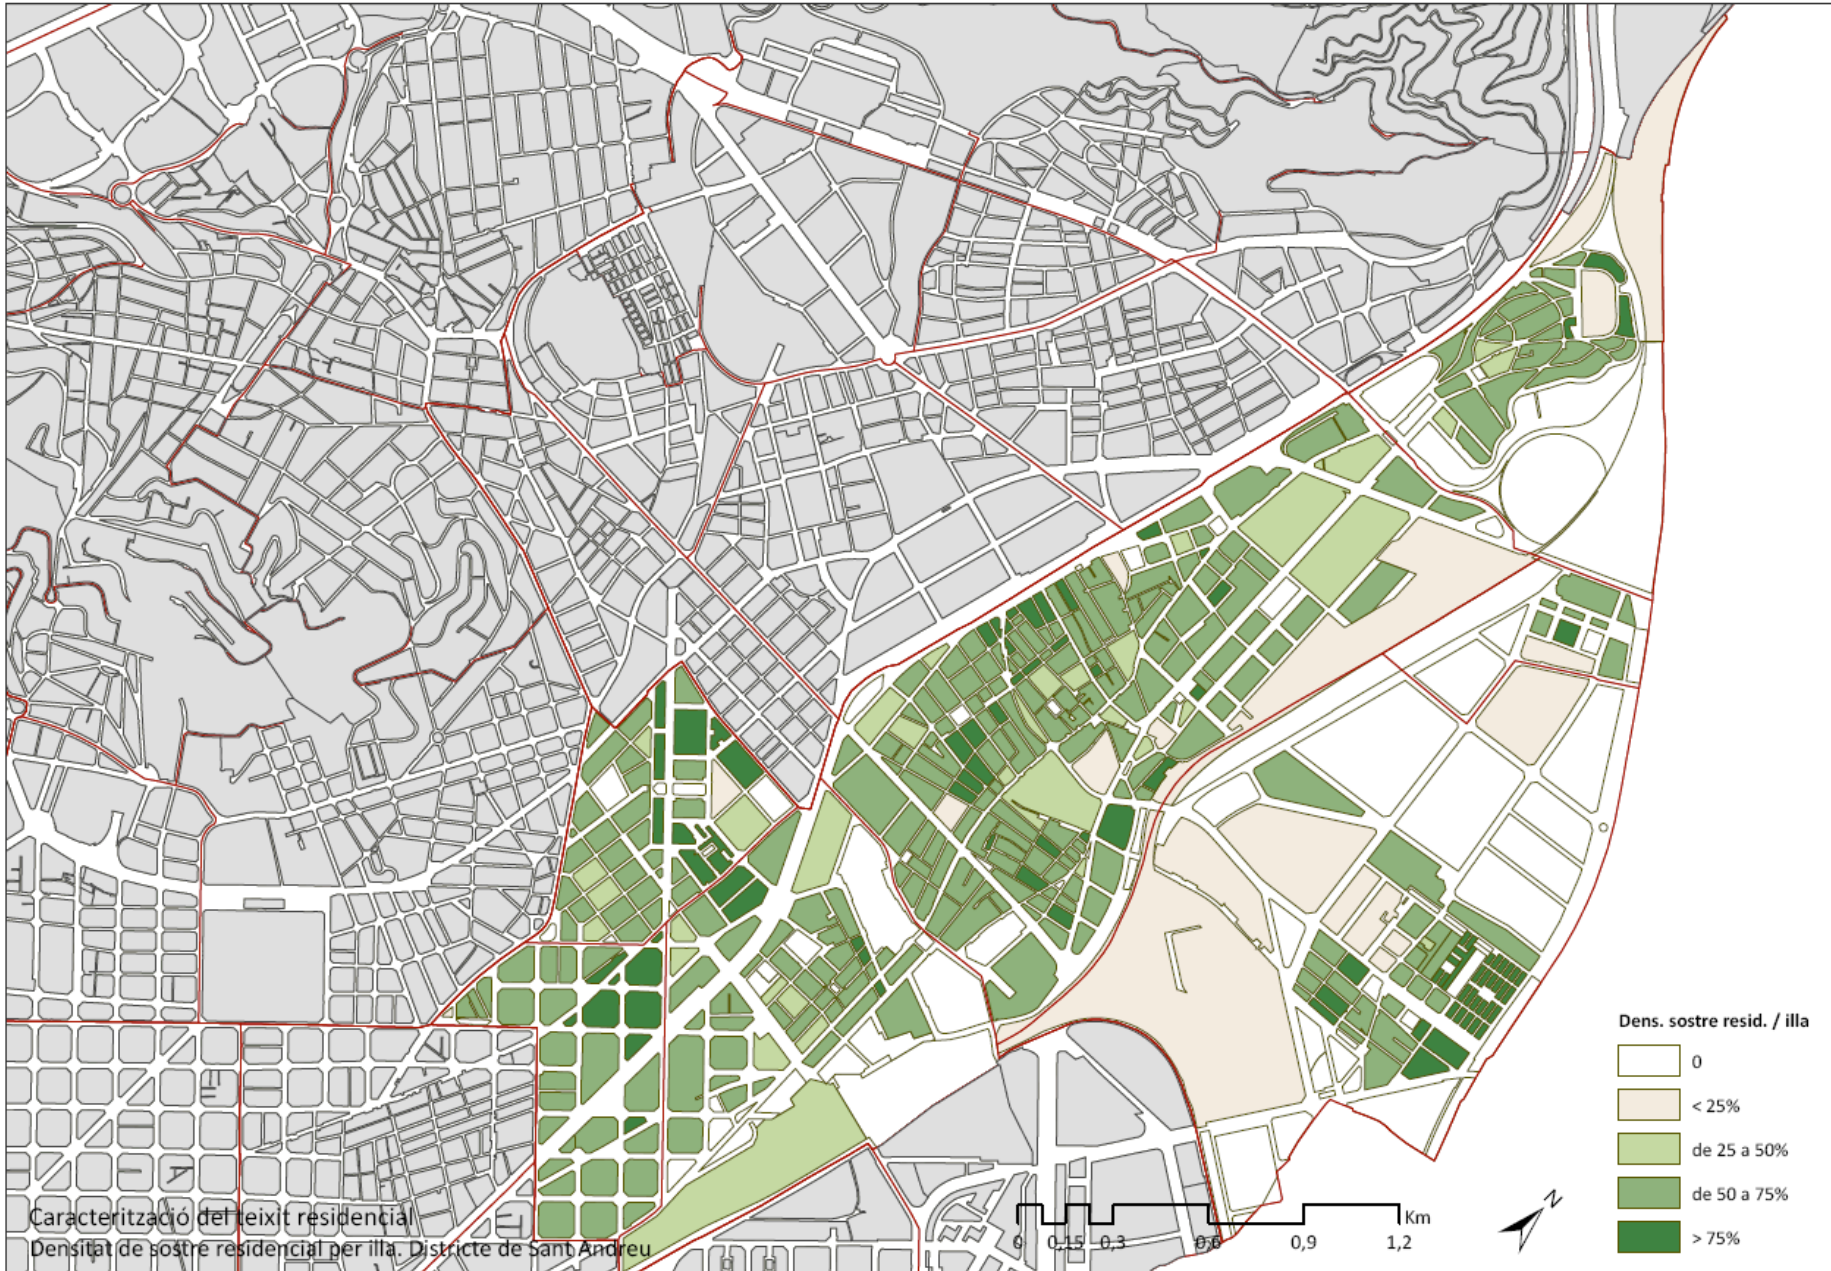 Dens. sostre resid. / illa
0
< 25%
de 25 a 50%
de 50 a 75%
> 75%
N
Km
0 0,15 0,3 0,6 0,9 1,2
Caracterització del teixit residencial
Densitat de sostre residencial per illa. Districte de Sant Andreu